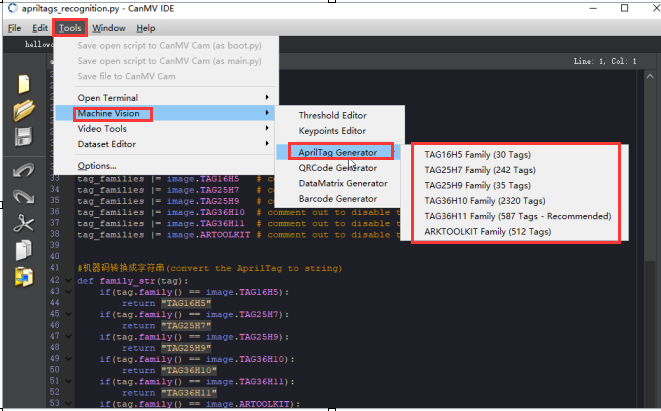 apriltags_recognition.py - CanMV IDE
File Edit Tools Window Help
hellow
Line: 1, Col: 1
Save open script to CanMV Cam (as boot.py)
Save open script to CanMV Cam (as main.py)
Save file to CanMV Cam
Open Terminal
Machine Vision
Video Tools
Dataset Editor
Options...
Threshold Editor
Keypoints Editor
AprilTag Generator
QRCode Generator
DataMatrix Generator
Barcode Generator
TAG16H5 Family (30 Tags)
TAG25H7 Family (242 Tags)
TAG25H9 Family (35 Tags)
TAG36H10 Family (2320 Tags)
TAG36H11 Family (587 Tags - Recommended)
ARKTOOLKIT Family (512 Tags)
33 tag_families |= image.TAG16H5 # comm
34 tag_families |= image.TAG25H7 # comm
35 tag_families |= image.TAG25H9 # comm
36 tag_families |= image.TAG36H10 # comment out to disable t
37 tag_families |= image.TAG36H11 # comment out to disable t
38 tag_families |= image.ARTOOLKIT # comment out to disable t
39
40
41 #机器码转换成字符串(convert the AprilTag to string)
42 def family_str(tag):
43 if(tag.family() == image.TAG16H5):
44 return "TAG16H5"
45 if(tag.family() == image.TAG25H7):
46 return "TAG25H7"
47 if(tag.family() == image.TAG25H9):
48 return "TAG25H9"
49 if(tag.family() == image.TAG36H10):
50 return "TAG36H10"
51 if(tag.family() == image.TAG36H11):
52 return "TAG36H11"
53 if(tag.family() == image.ARTOOLKIT):